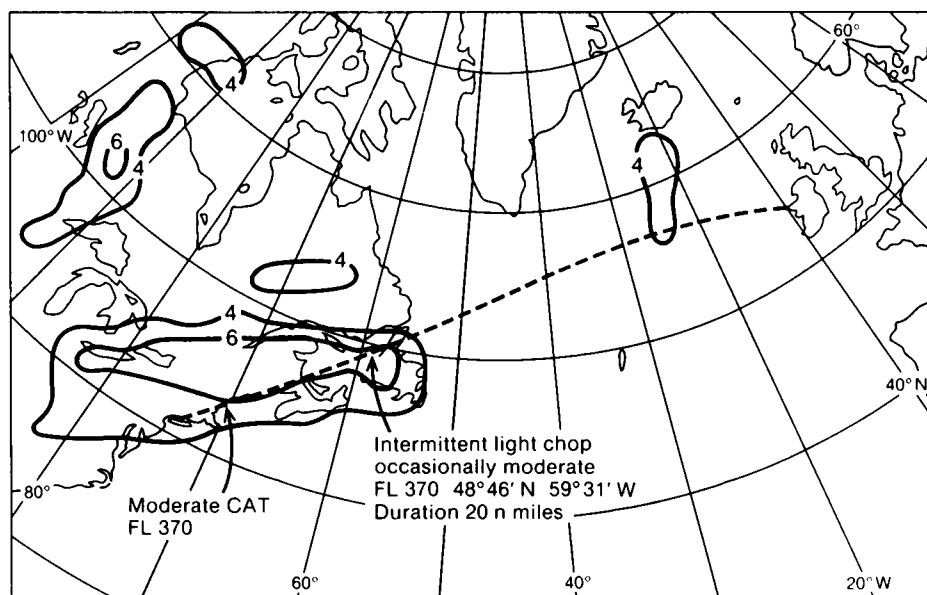 60°
4
100° W
6
4
4
4
4
6
40° N
Intermittent light chop
occasionally moderate
FL 370 48°46′ N 59°31′ W
Duration 20 n miles
80°
Moderate CAT
FL 370
60°
40°
20° W